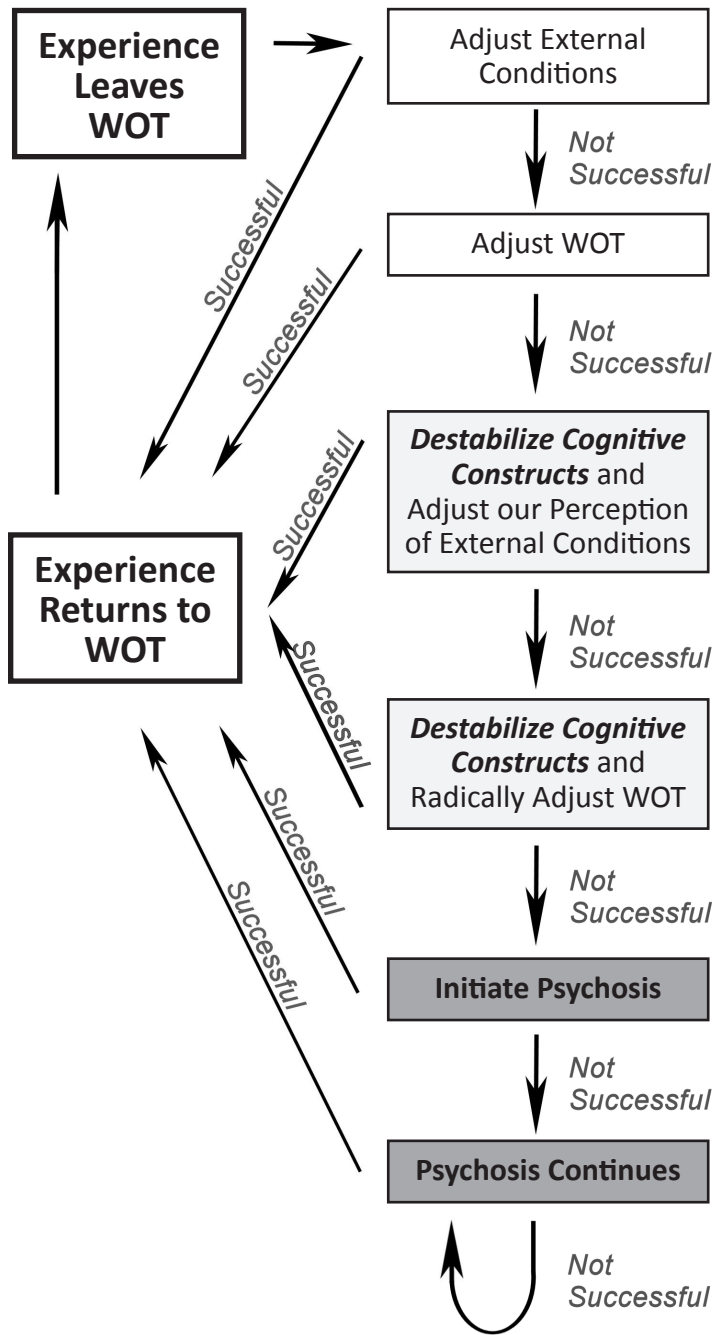 Experience
Leaves
WOT
Adjust External
Conditions
Successful
Not
Successful
Adjust WOT
Successful
Not
Successful
Destabilize Cognitive
Constructs and
Adjust our Perception
of External Conditions
Successful
Experience
Returns to
WOT
Not
Successful
Destabilize Cognitive
Constructs and
Radically Adjust WOT
Successful
Not
Successful
Initiate Psychosis
Successful
Not
Successful
Psychosis Continues
Successful
Not
Successful